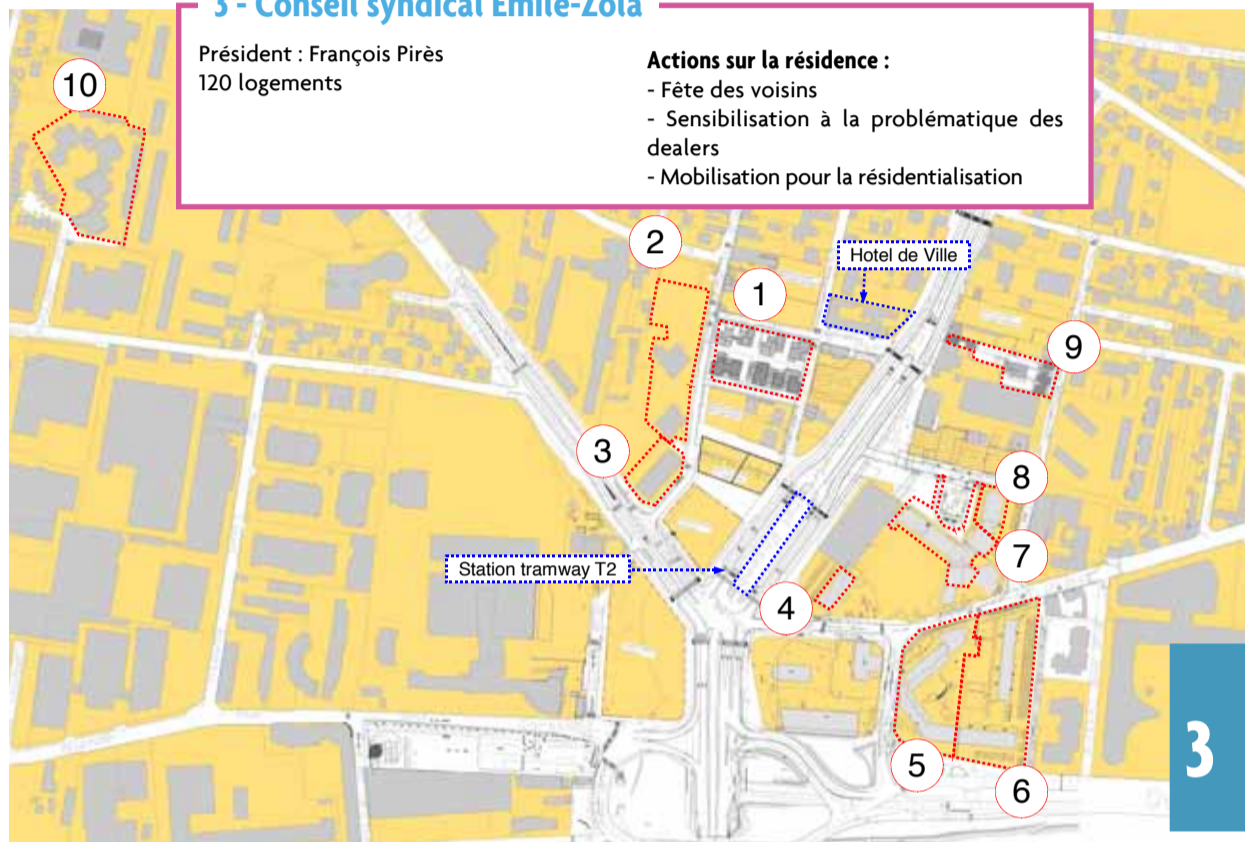 3 - Conseil syndical Emile-Zola
Président : François Pirès
120 logements
Actions sur la résidence :
- Fête des voisins
- Sensibilisation à la problématique des
dealers
- Mobilisation pour la résidentialisation
10
2
Hotel de Ville
1
9
3
8
7
Station tramway T2
4
5
6
3